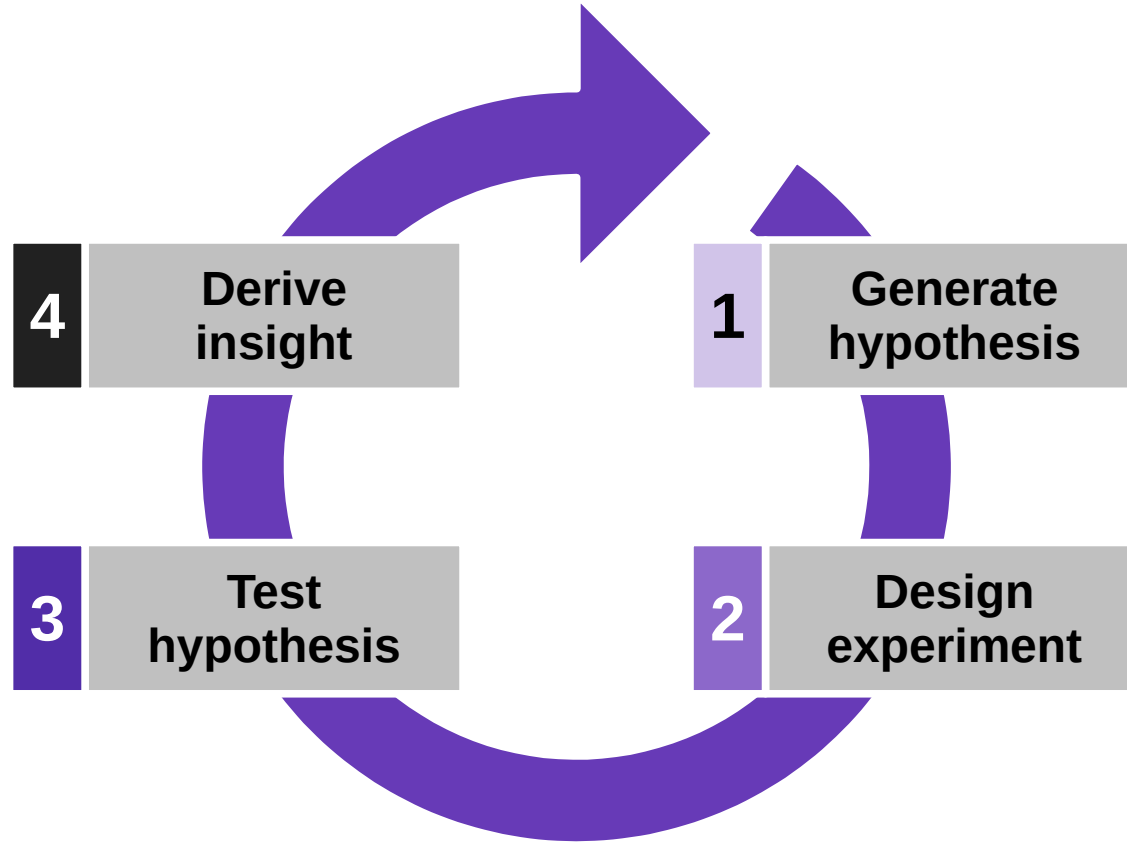 1
Generate
hypothesis
2
Design
experiment
3
Test
hypothesis
4
Derive
insight